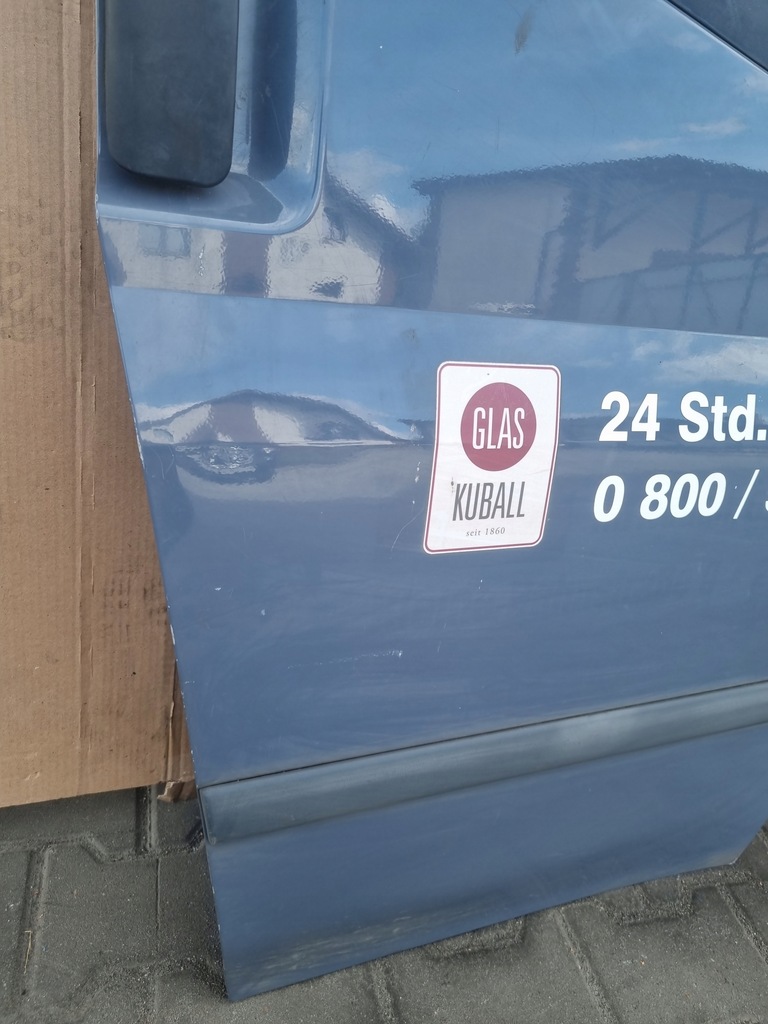 GLAS
KUBALL
seit 1860
24 Std.
0 800 /